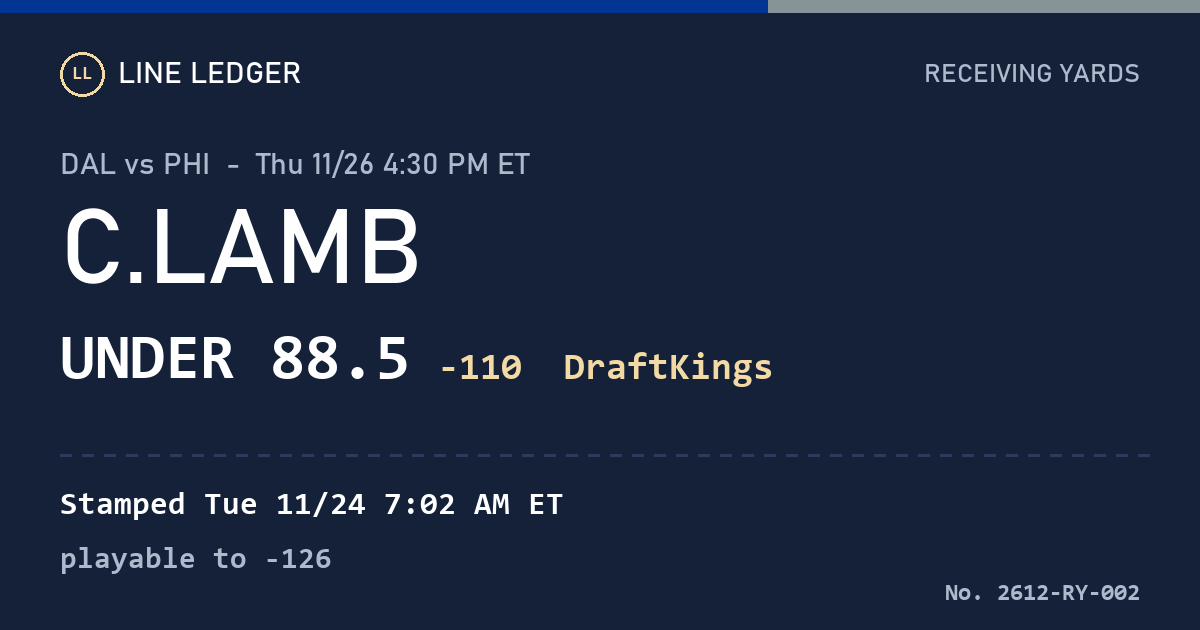 LL LINE LEDGER
RECEIVING YARDS
DAL vs PHI - Thu 11/26 4:30 PM ET
C.LAMB
UNDER 88.5 -110 DraftKings
Stamped Tue 11/24 7:02 AM ET
playable to -126
No. 2612-RY-002